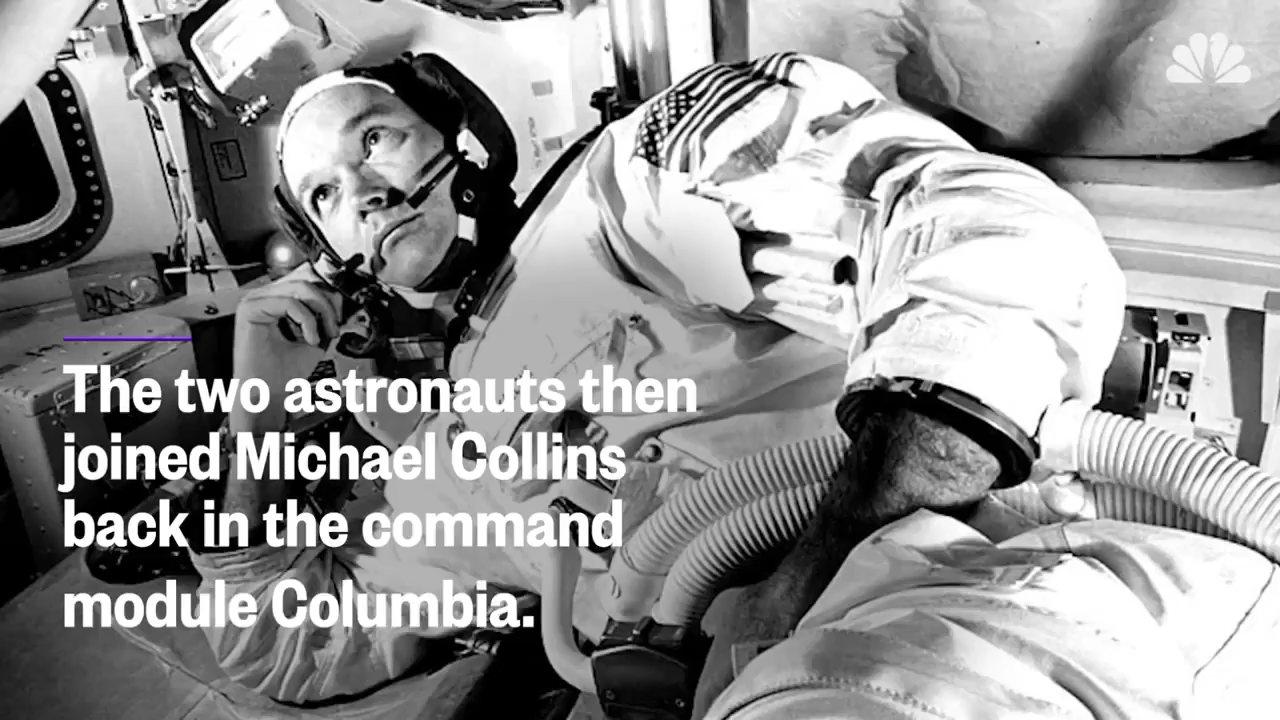 The two astronauts then
joined Michael Collins
back in the command
module Columbia.